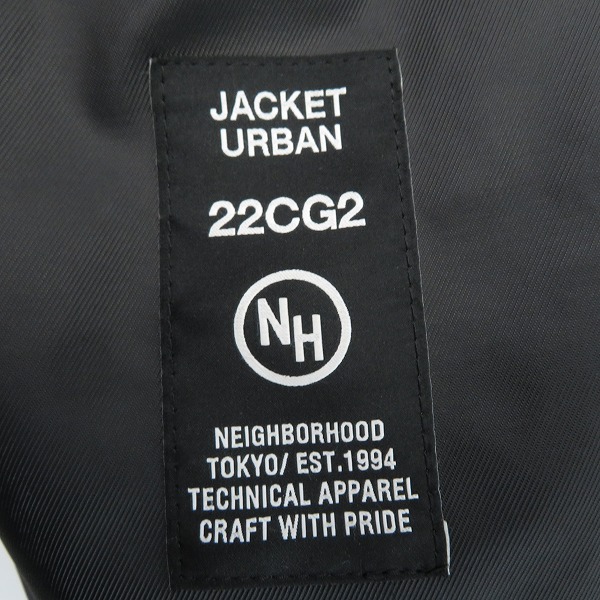 JACKET
URBAN
22CG2
NH
NEIGHBORHOOD
TOKYO/ EST.1994
TECHNICAL APPAREL
CRAFT WITH PRIDE